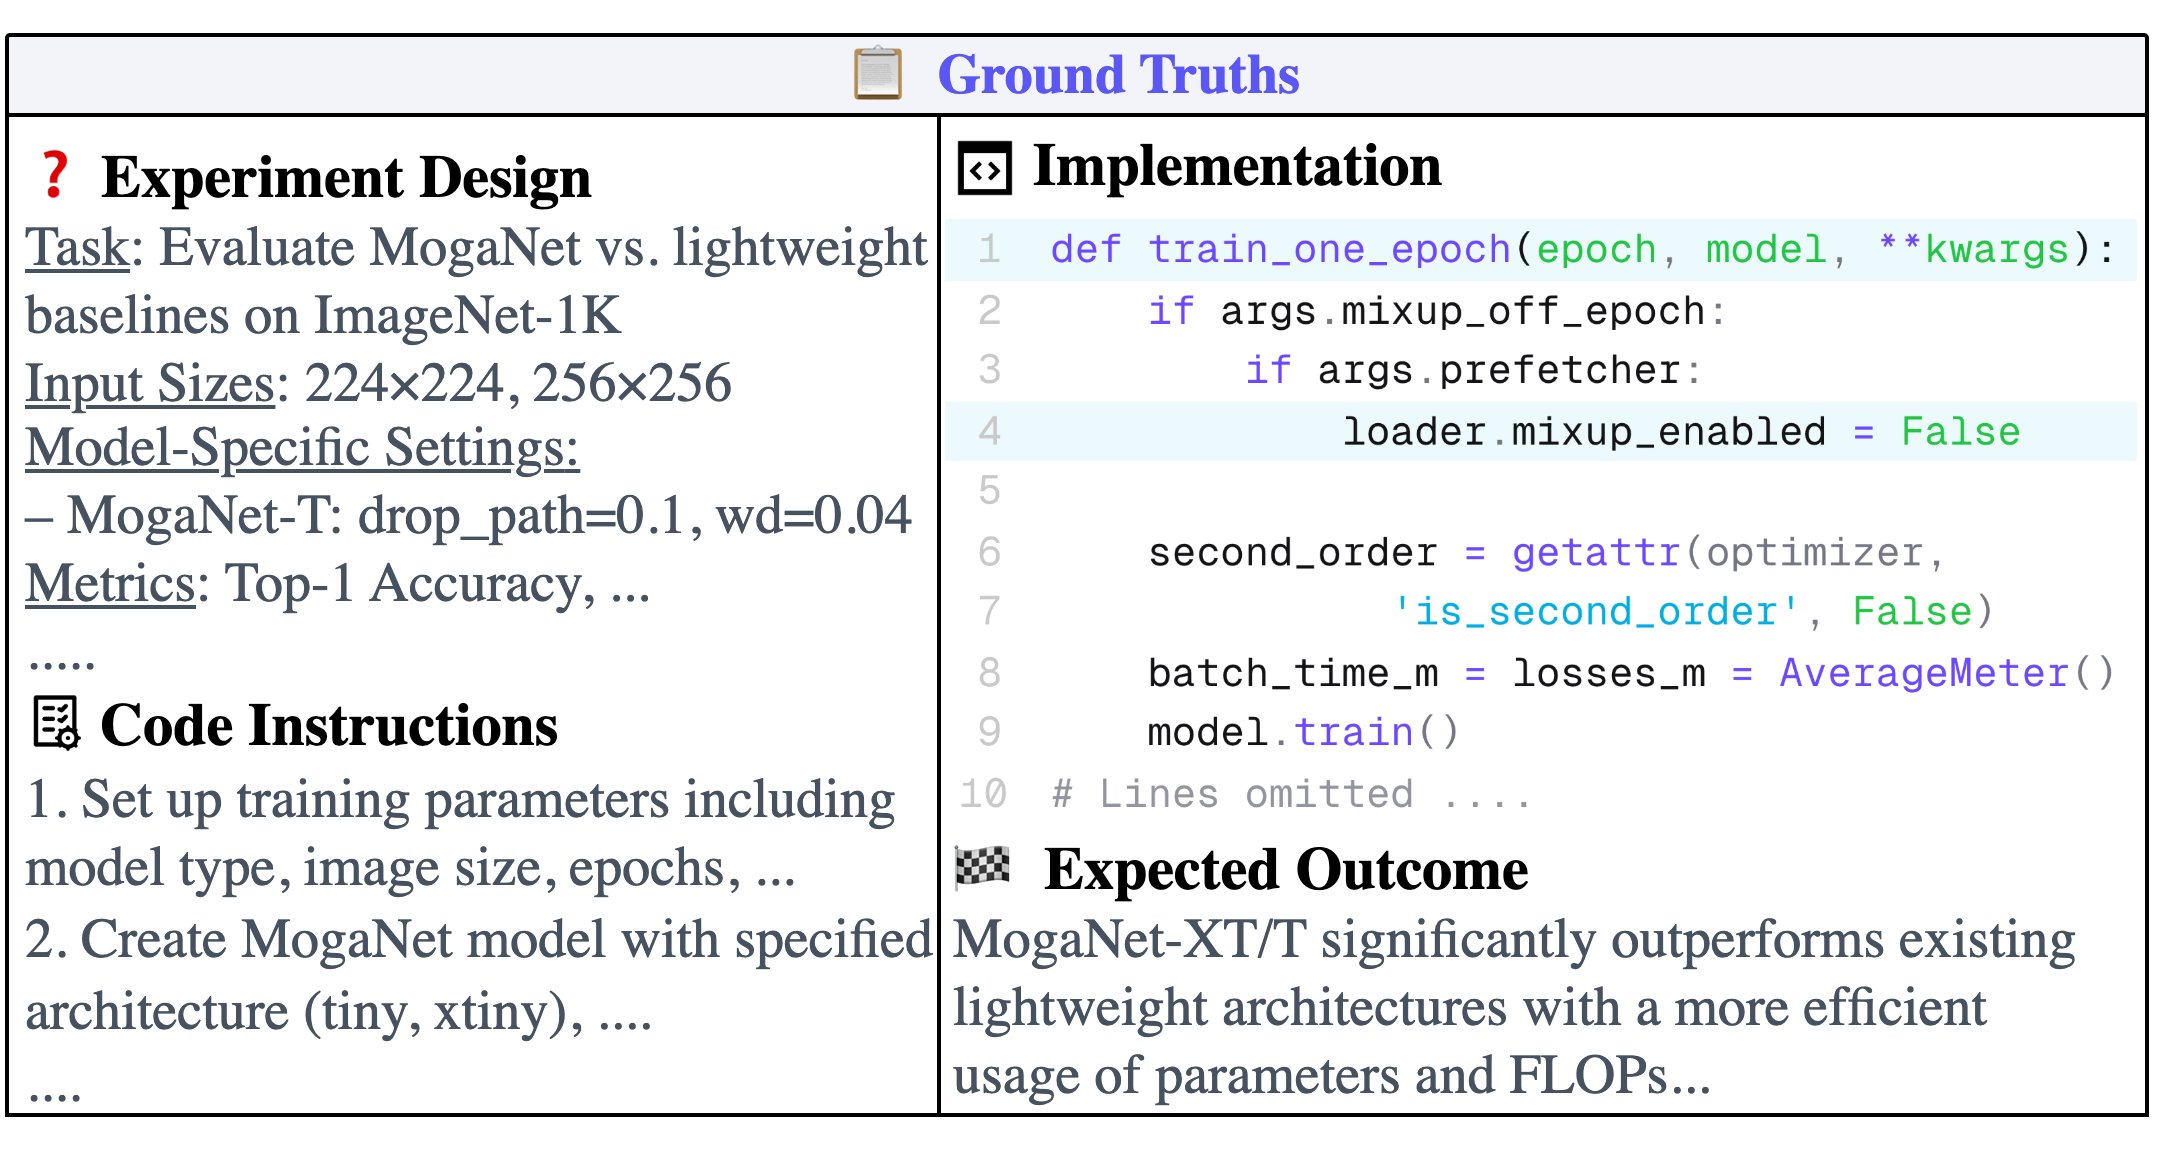 Ground Truths
Experiment Design
Task: Evaluate MogaNet vs. lightweight
baselines on ImageNet-1K
Input Sizes: 224×224, 256×256
Model-Specific Settings:
– MogaNet-T: drop_path=0.1, wd=0.04
Metrics: Top-1 Accuracy, ...
.....
Code Instructions
1. Set up training parameters including
model type, image size, epochs, ...
2. Create MogaNet model with specified
architecture (tiny, xtiny), ....
....
Implementation
1 def train_one_epoch(epoch, model, **kwargs):
2     if args.mixup_off_epoch:
3         if args.prefetcher:
4             loader.mixup_enabled = False
5
6     second_order = getattr(optimizer,
7               'is_second_order', False)
8     batch_time_m = losses_m = AverageMeter()
9     model.train()
10 # Lines omitted ....
Expected Outcome
MogaNet-XT/T significantly outperforms existing
lightweight architectures with a more efficient
usage of parameters and FLOPs...